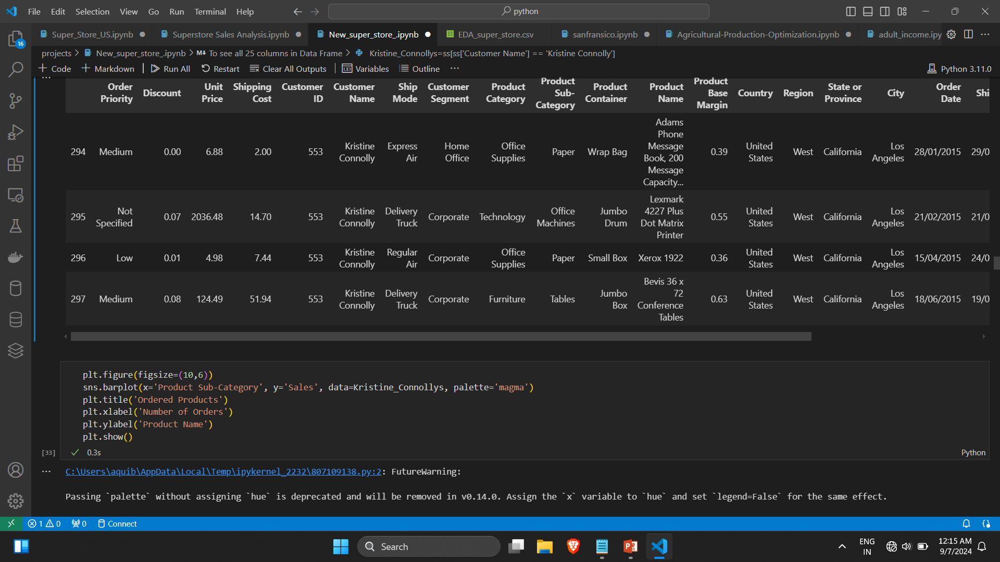 File Edit Selection View Go Run Terminal Help
python
Super_Store_US.ipynb Superstore Sales Analysis.ipynb New_super_store_.ipynb EDA_super_store.csv sanfransico.ipynb Agricultural-Production-Optimization.ipynb adult_income.ipy
16
projects > New_super_store_.ipynb > M↓ To see all 25 columns in Data Frame > Kristine_Connollys=ss[ss['Customer Name'] == 'Kristine Connolly']
+ Code + Markdown | Run All Restart Clear All Outputs | Variables Outline ... Python 3.11.0
Order Priority Discount Unit Price Shipping Cost Customer ID Customer Name Ship Mode Customer Segment Product Category Product Sub-Category Product Container Product Name Product Base Margin Country Region State or Province City Order Date Shi
294 Medium 0.00 6.88 2.00 553 Kristine Connolly Express Air Home Office Office Supplies Paper Wrap Bag Adams Phone Message Book, 200 Message Capacity... 0.39 United States West California Los Angeles 28/01/2015 29/0
295 Not Specified 0.07 2036.48 14.70 553 Kristine Connolly Delivery Truck Corporate Technology Office Machines Jumbo Drum Lexmark 4227 Plus Dot Matrix Printer 0.55 United States West California Los Angeles 21/02/2015 21/0
296 Low 0.01 4.98 7.44 553 Kristine Connolly Regular Air Corporate Office Supplies Paper Small Box Xerox 1922 0.36 United States West California Los Angeles 15/04/2015 24/0
297 Medium 0.08 124.49 51.94 553 Kristine Connolly Delivery Truck Corporate Furniture Tables Jumbo Box Bevis 36 x 72 Conference Tables 0.63 United States West California Los Angeles 18/06/2015 19/0
plt.figure(figsize=(10,6))
sns.barplot(x='Product Sub-Category', y='Sales', data=Kristine_Connollys, palette='magma')
plt.title('Ordered Products')
plt.xlabel('Number of Orders')
plt.ylabel('Product Name')
plt.show()
[33] 0.3s Python
... C:\Users\aquib\AppData\Local\Temp\ipykernel_2232\807109138.py:2: FutureWarning:
Passing `palette` without assigning `hue` is deprecated and will be removed in v0.14.0. Assign the `x` variable to `hue` and set `legend=False` for the same effect.
1 0 0 Connect
Search
ENG
IN
12:15 AM
9/7/2024